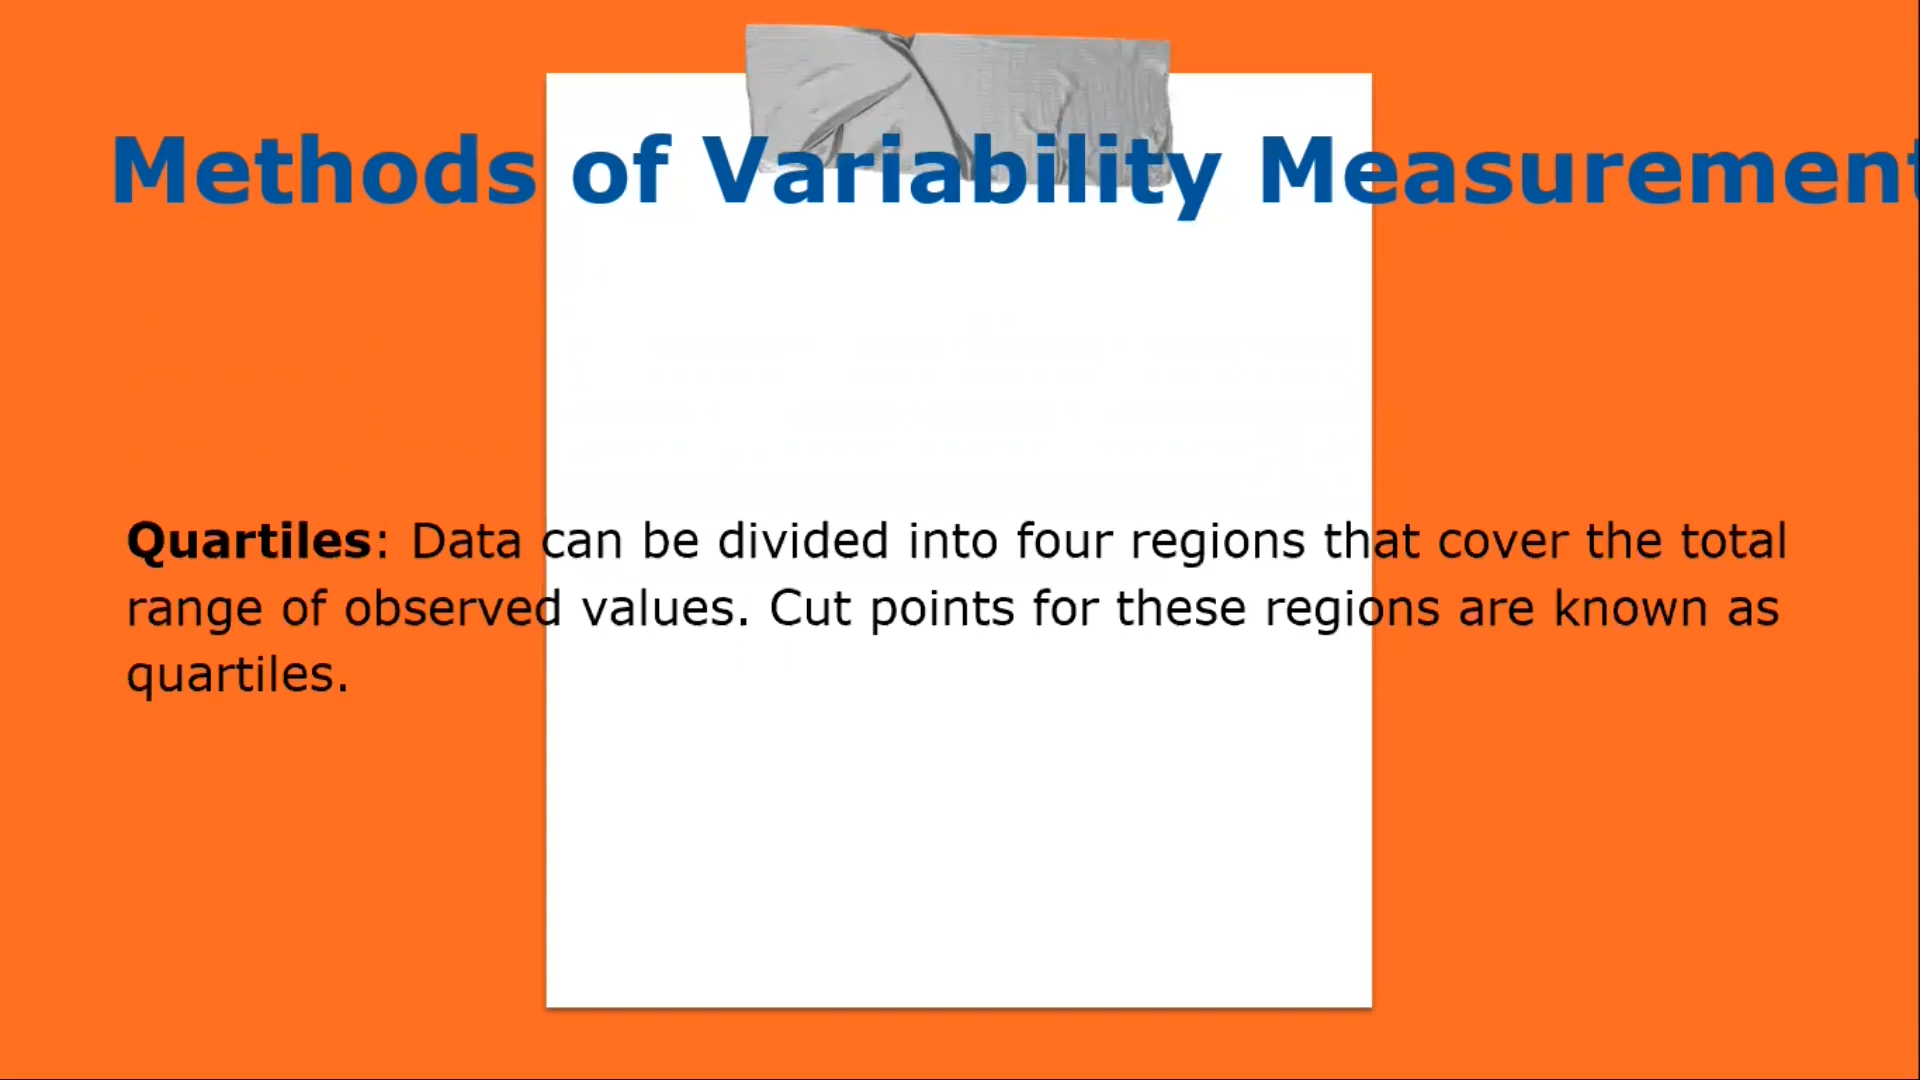 Methods of Variability Measurement
Quartiles: Data can be divided into four regions that cover the total
range of observed values. Cut points for these regions are known as
quartiles.